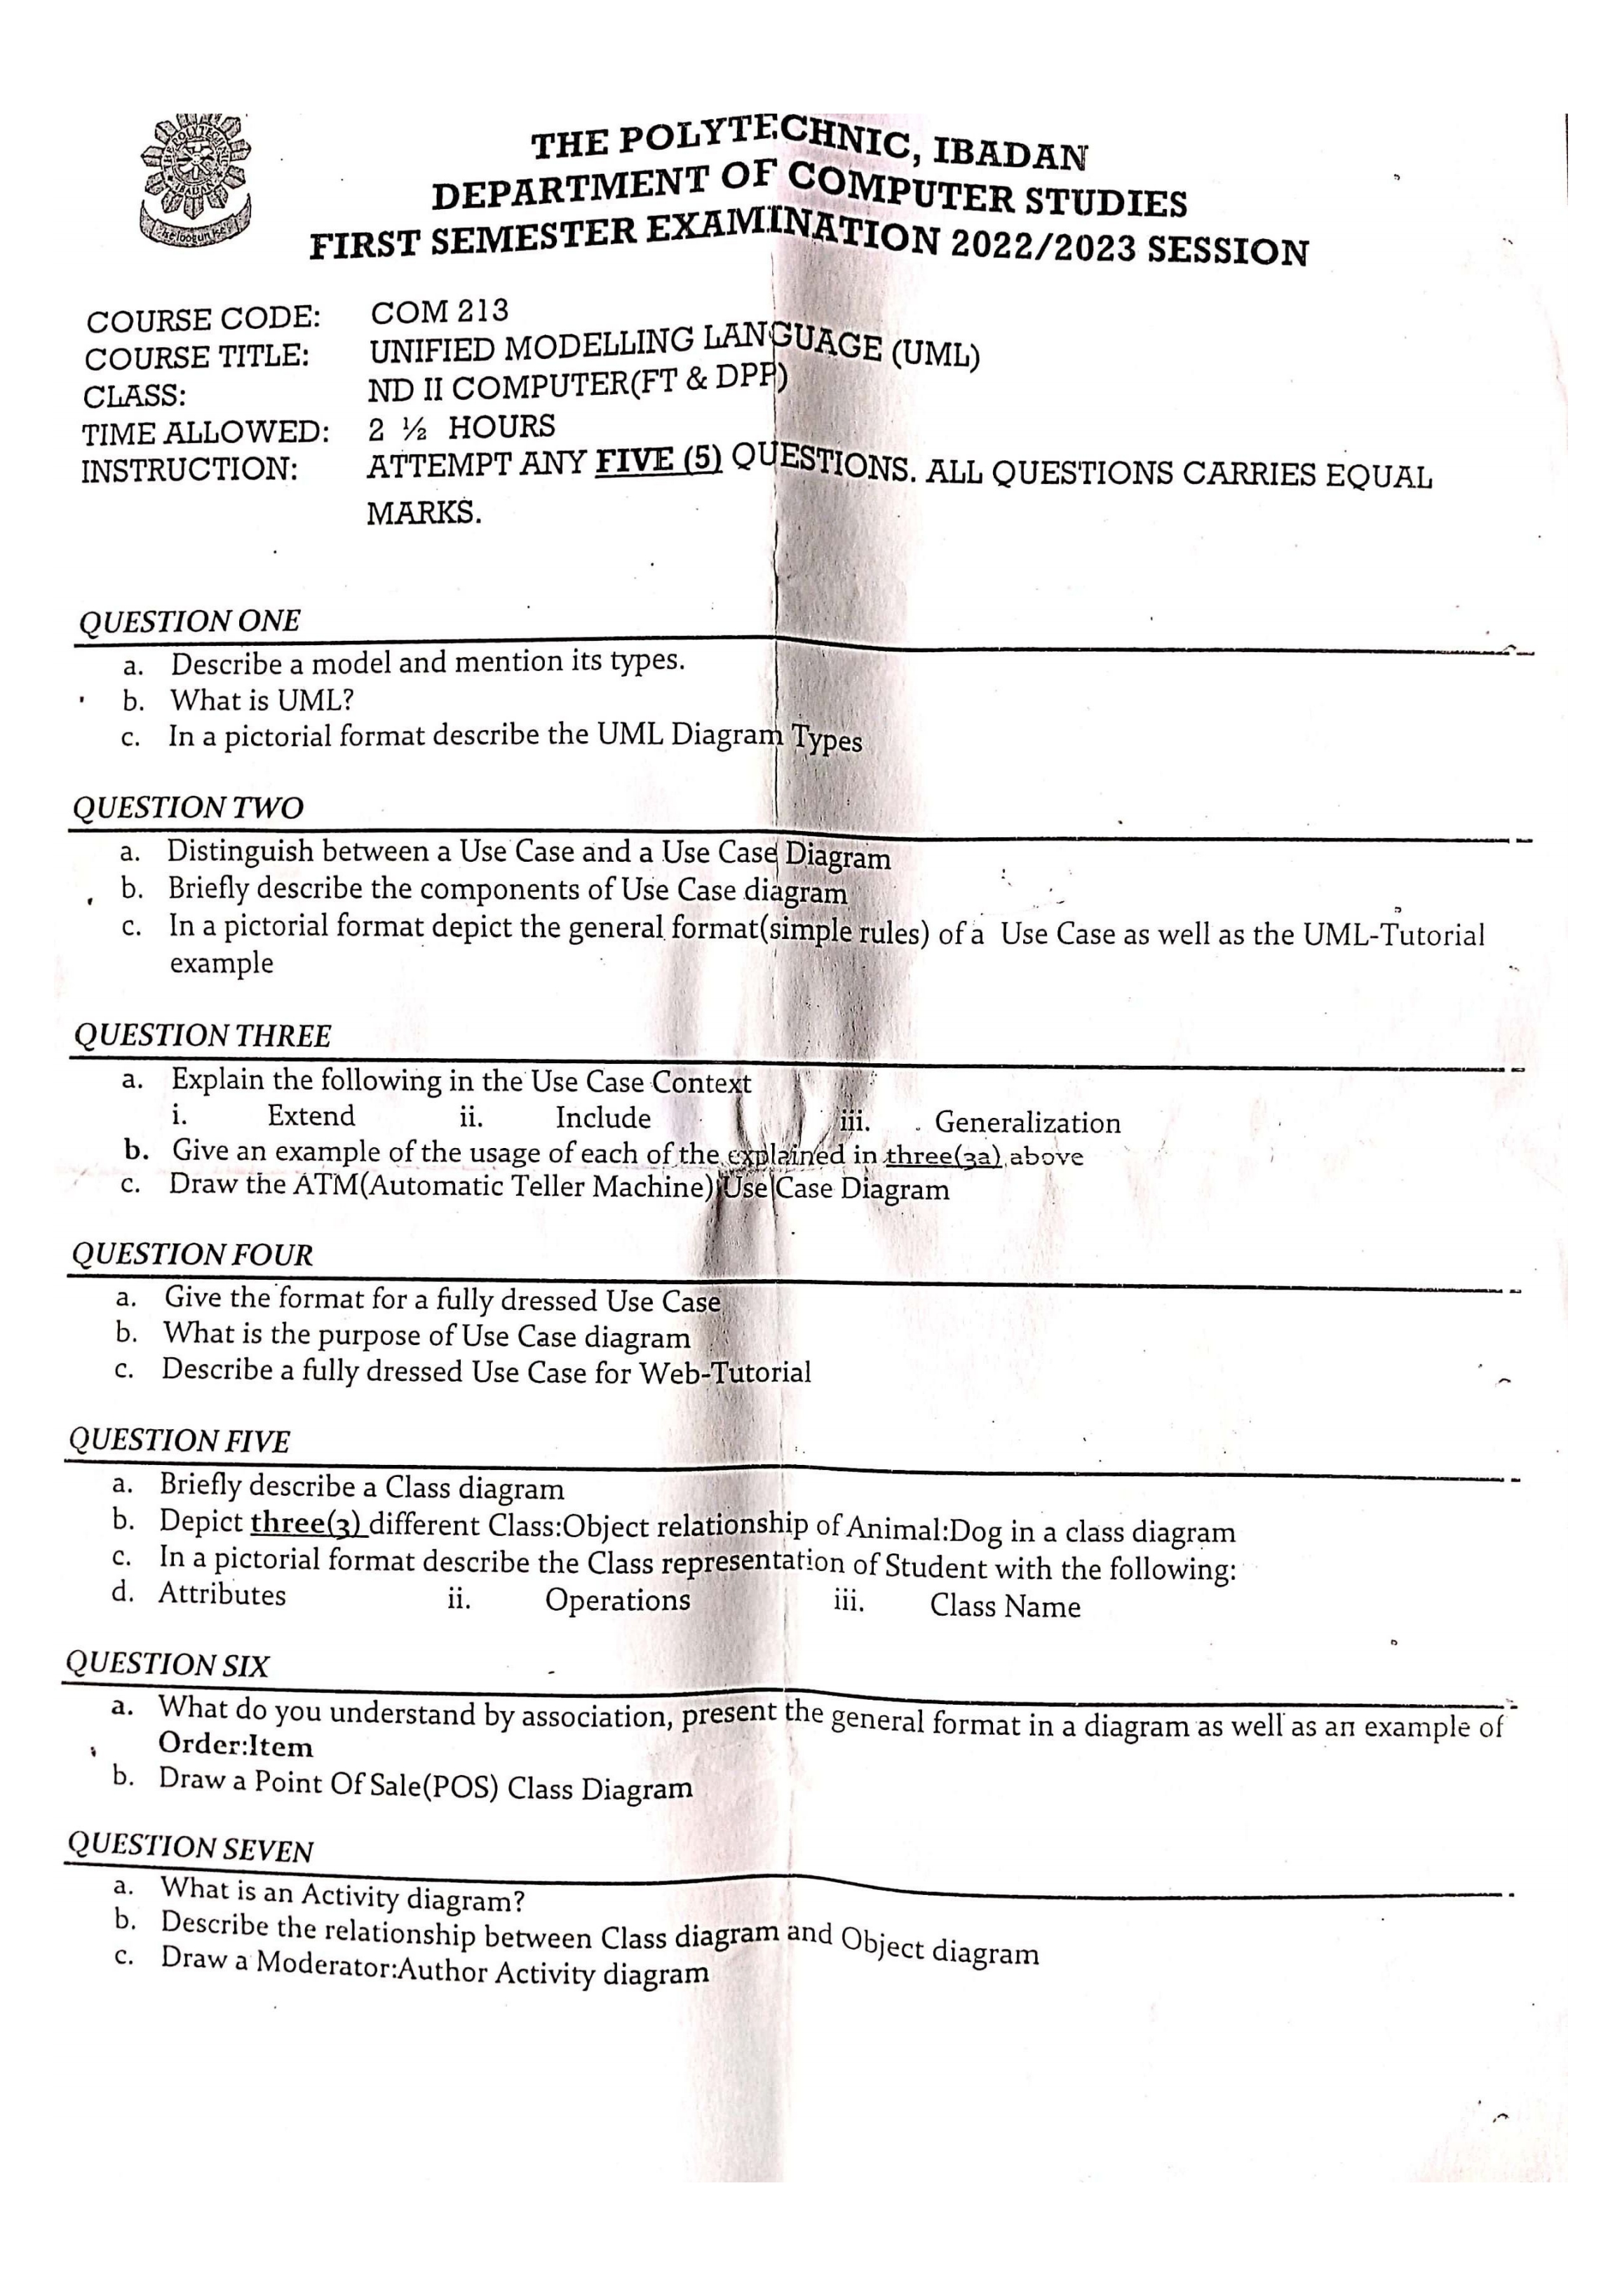 THE POLYTECHNIC, IBADAN
DEPARTMENT OF COMPUTER STUDIES
FIRST SEMESTER EXAMINATION 2022/2023 SESSION
COURSE CODE: COM 213
COURSE TITLE: UNIFIED MODELLING LANGUAGE (UML)
CLASS: ND II COMPUTER(FT & DPP)
TIME ALLOWED: 2 ½ HOURS
INSTRUCTION: ATTEMPT ANY FIVE (5) QUESTIONS. ALL QUESTIONS CARRIES EQUAL
MARKS.
QUESTION ONE
a. Describe a model and mention its types.
b. What is UML?
c. In a pictorial format describe the UML Diagram Types
QUESTION TWO
a. Distinguish between a Use Case and a Use Case Diagram
b. Briefly describe the components of Use Case diagram
c. In a pictorial format depict the general format(simple rules) of a Use Case as well as the UML-Tutorial
example
QUESTION THREE
a. Explain the following in the Use Case Context
i. Extend ii. Include iii. Generalization
b. Give an example of the usage of each of the explained in three(3a) above
c. Draw the ATM(Automatic Teller Machine) Use Case Diagram
QUESTION FOUR
a. Give the format for a fully dressed Use Case
b. What is the purpose of Use Case diagram
c. Describe a fully dressed Use Case for Web-Tutorial
QUESTION FIVE
a. Briefly describe a Class diagram
b. Depict three(3) different Class:Object relationship of Animal:Dog in a class diagram
c. In a pictorial format describe the Class representation of Student with the following:
d. Attributes ii. Operations iii. Class Name
QUESTION SIX
a. What do you understand by association, present the general format in a diagram as well as an example of
Order:Item
b. Draw a Point Of Sale(POS) Class Diagram
QUESTION SEVEN
a. What is an Activity diagram?
b. Describe the relationship between Class diagram and Object diagram
c. Draw a Moderator:Author Activity diagram